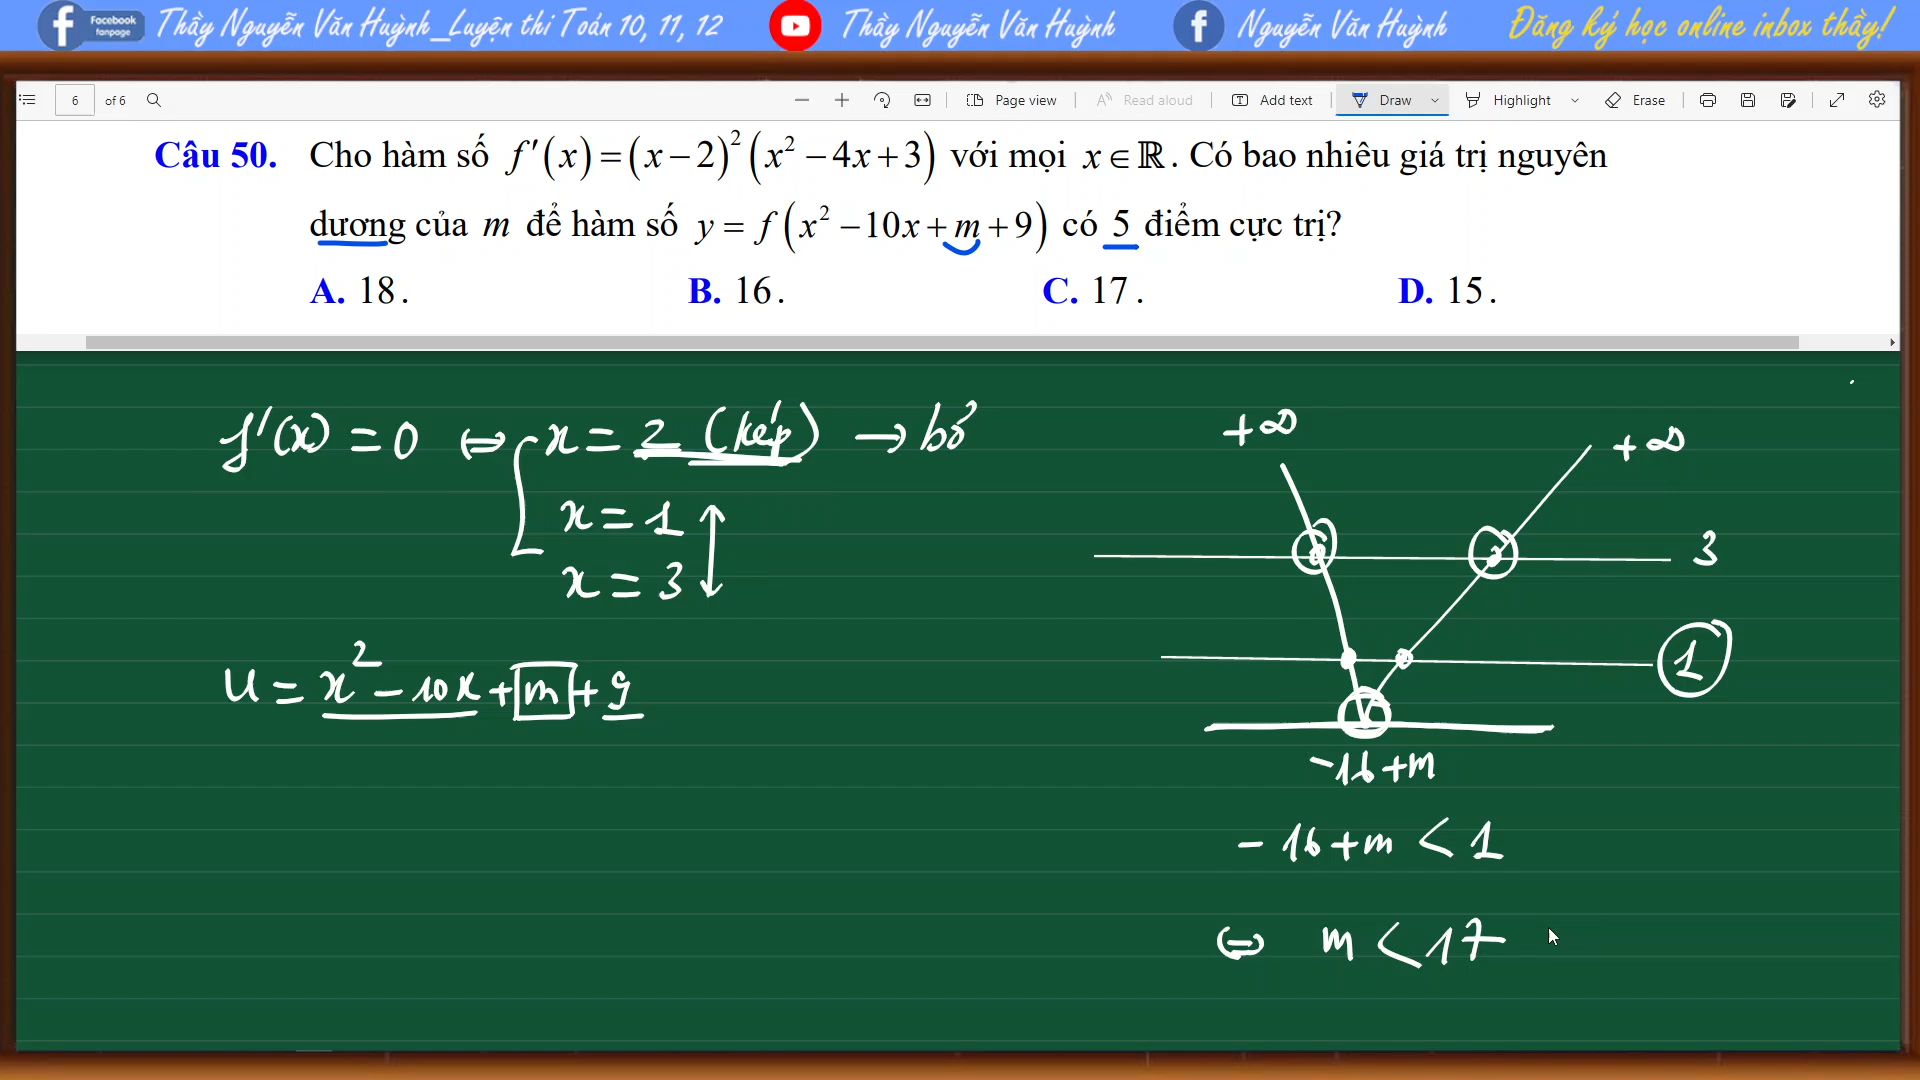 Facebook fanpage Thầy Nguyễn Văn Huỳnh_Luyện thi Toán 10, 11, 12 Thầy Nguyễn Văn Huỳnh Nguyễn Văn Huỳnh Đăng ký học online inbox thầy!
6 of 6 Page view Read aloud Add text Draw Highlight Erase
Câu 50. Cho hàm số f'(x)=(x−2)²(x²−4x+3) với mọi x∈ℝ. Có bao nhiêu giá trị nguyên
dương của m để hàm số y = f(x²−10x+m+9) có 5 điểm cực trị?
A. 18. B. 16. C. 17. D. 15.
f'(x) = 0 ⇔ x = 2 (kép) → bỏ
x = 1
x = 3
u = x² − 10x + m + 9
+∞ +∞
3
1
−16+m
−16+m < 1
⇔ m < 17